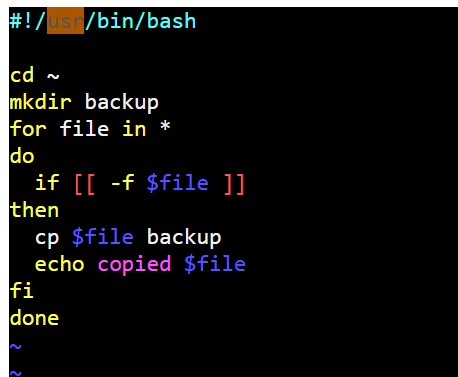 #!/usr/bin/bash

cd ~
mkdir backup
for file in *
do
  if [[ -f $file ]]
then
  cp $file backup
  echo copied $file
fi
done
~
~